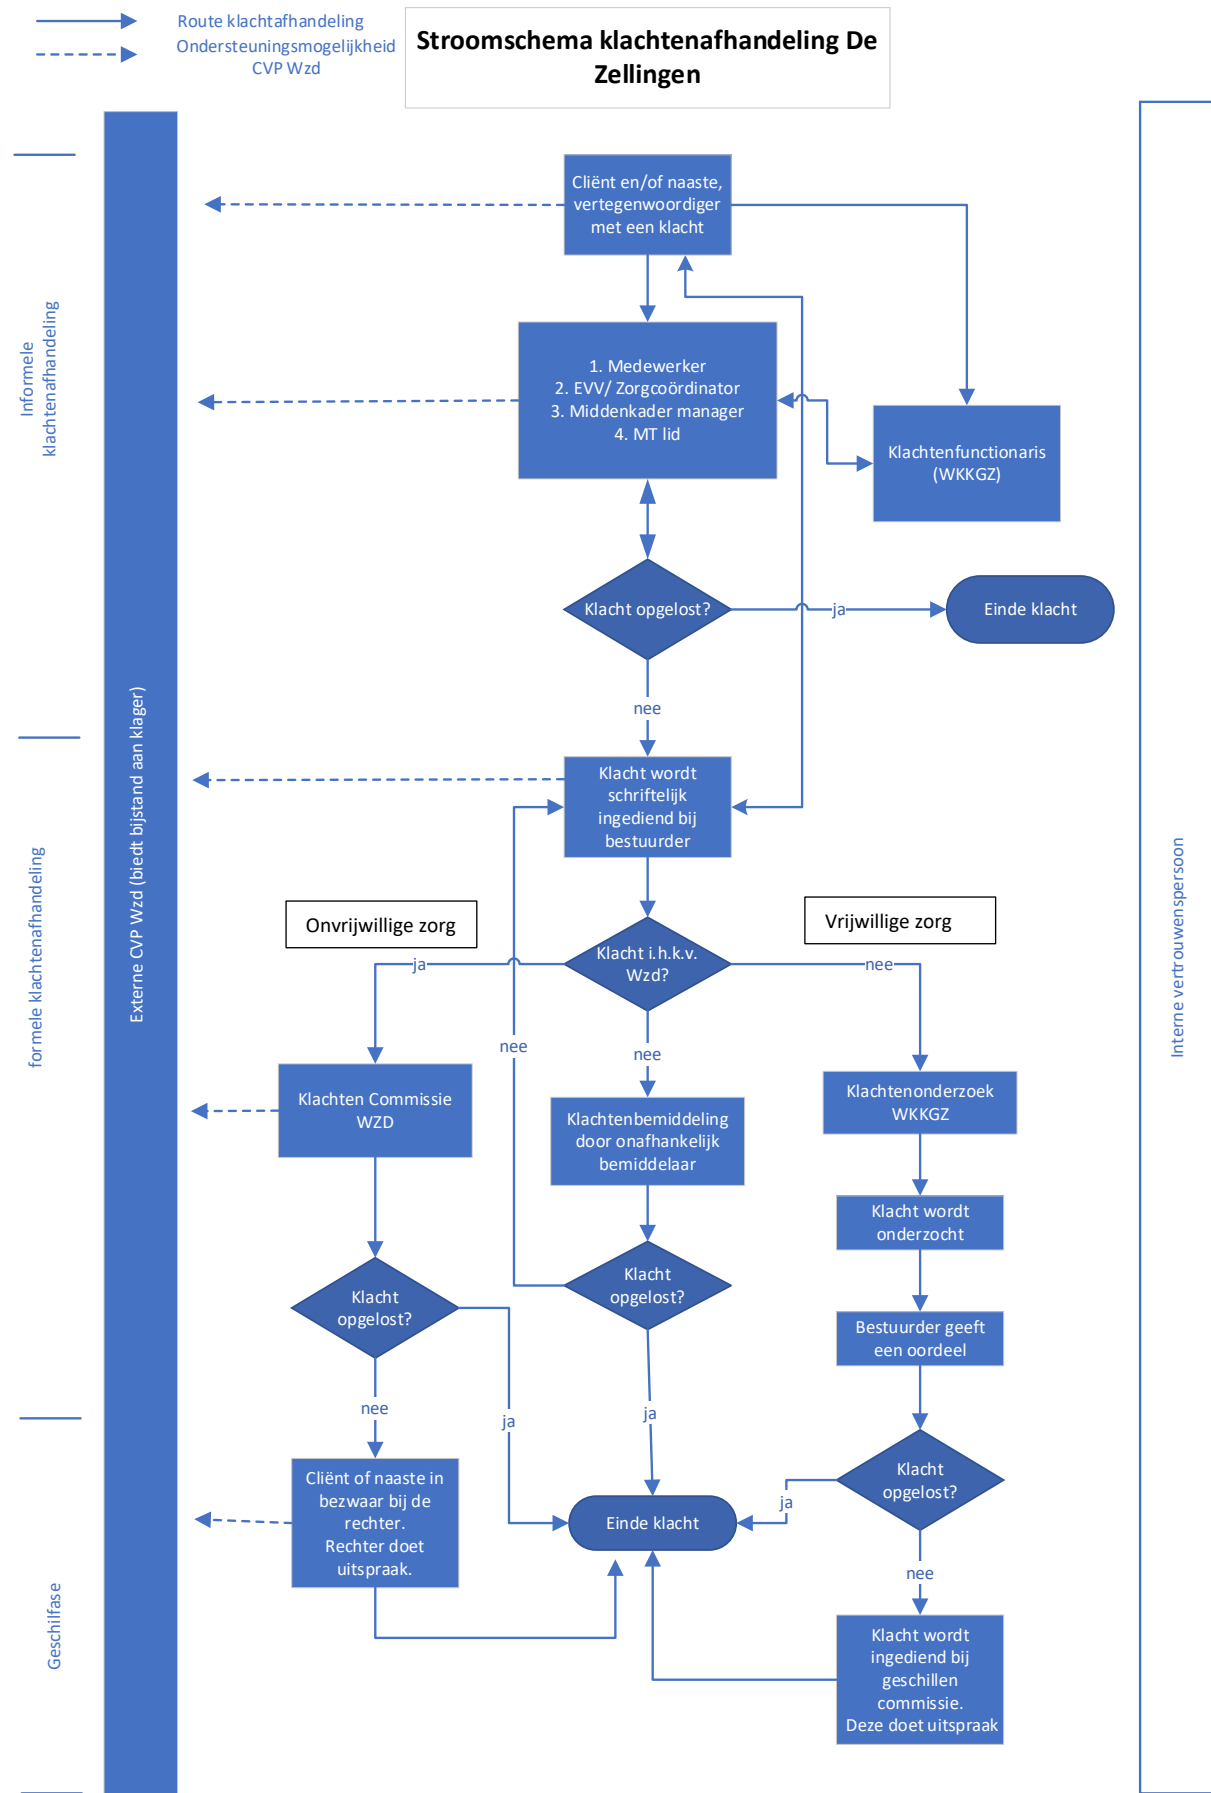 Route klachtafhandeling
Ondersteuningsmogelijkheid
CVP Wzd
Stroomschema klachtenafhandeling De
Zellingen
Cliënt en/of naaste,
vertegenwoordiger
met een klacht
Informele
klachtenafhandeling
1. Medewerker
2. EVV/ Zorgcoördinator
3. Middenkader manager
4. MT lid
Klachtenfunctionaris
(WKKGZ)
Klacht opgelost?
ja
Einde klacht
nee
Externe CVP Wzd (biedt bijstand aan klager)
Interne vertrouwenspersoon
formele klachtenafhandeling
Klacht wordt
schriftelijk
ingediend bij
bestuurder
Onvrijwillige zorg
Vrijwillige zorg
Klacht i.h.k.v.
Wzd?
ja
nee
nee
nee
Klachten Commissie
WZD
Klachtenbemiddeling
door onafhankelijk
bemiddelaar
Klachtenonderzoek
WKKGZ
Klacht wordt
onderzocht
Klacht
opgelost?
Klacht
opgelost?
Bestuurder geeft
een oordeel
nee
ja
ja
Klacht
opgelost?
ja
nee
Geschilfase
Cliënt of naaste in
bezwaar bij de
rechter.
Rechter doet
uitspraak.
Einde klacht
Klacht wordt
ingediend bij
geschillen
commissie.
Deze doet uitspraak